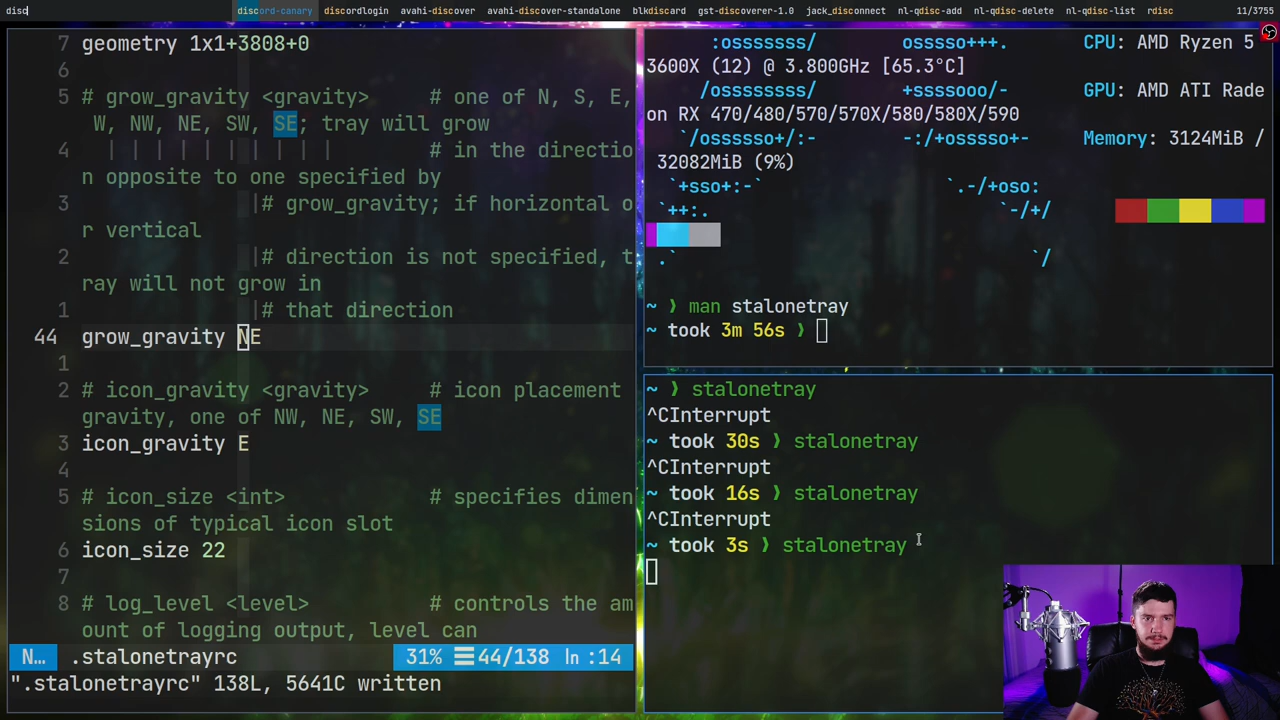 disc discord-canary discordlogin avahi-discover avahi-discover-standalone blkdiscard gst-discoverer-1.0 jack_disconnect nl-qdisc-add nl-qdisc-delete nl-qdisc-list rdisc 11/3755
7 geometry 1x1+3808+0
6
5 # grow_gravity <gravity> # one of N, S, E,
W, NW, NE, SW, SE; tray will grow
4 | | | | | | | | | | # in the directio
n opposite to one specified by
3 |# grow_gravity; if horizontal o
r vertical
2 |# direction is not specified, t
ray will not grow in
1 |# that direction
44 grow_gravity NE
1
2 # icon_gravity <gravity> # icon placement
gravity, one of NW, NE, SW, SE
3 icon_gravity E
4
5 # icon_size <int> # specifies dimen
sions of typical icon slot
6 icon_size 22
7
8 # log_level <level> # controls the am
ount of logging output, level can
N… .stalonetrayrc 31% ☰44/138 ln :14
".stalonetrayrc" 138L, 5641C written
:osssssss/ osssso+++. CPU: AMD Ryzen 5
3600X (12) @ 3.800GHz [65.3°C]
/ossssssss/ +ssssooo/- GPU: AMD ATI Rade
on RX 470/480/570/570X/580/580X/590
`/ossssso+/:- -:/+osssso+- Memory: 3124MiB /
32082MiB (9%)
`+sso+:-` `.-/+oso:
`++:. `-/+/
.` `/
~ ❯ man stalonetray
~ took 3m 56s ❯
~ ❯ stalonetray
^CInterrupt
~ took 30s ❯ stalonetray
^CInterrupt
~ took 16s ❯ stalonetray
^CInterrupt
~ took 3s ❯ stalonetray